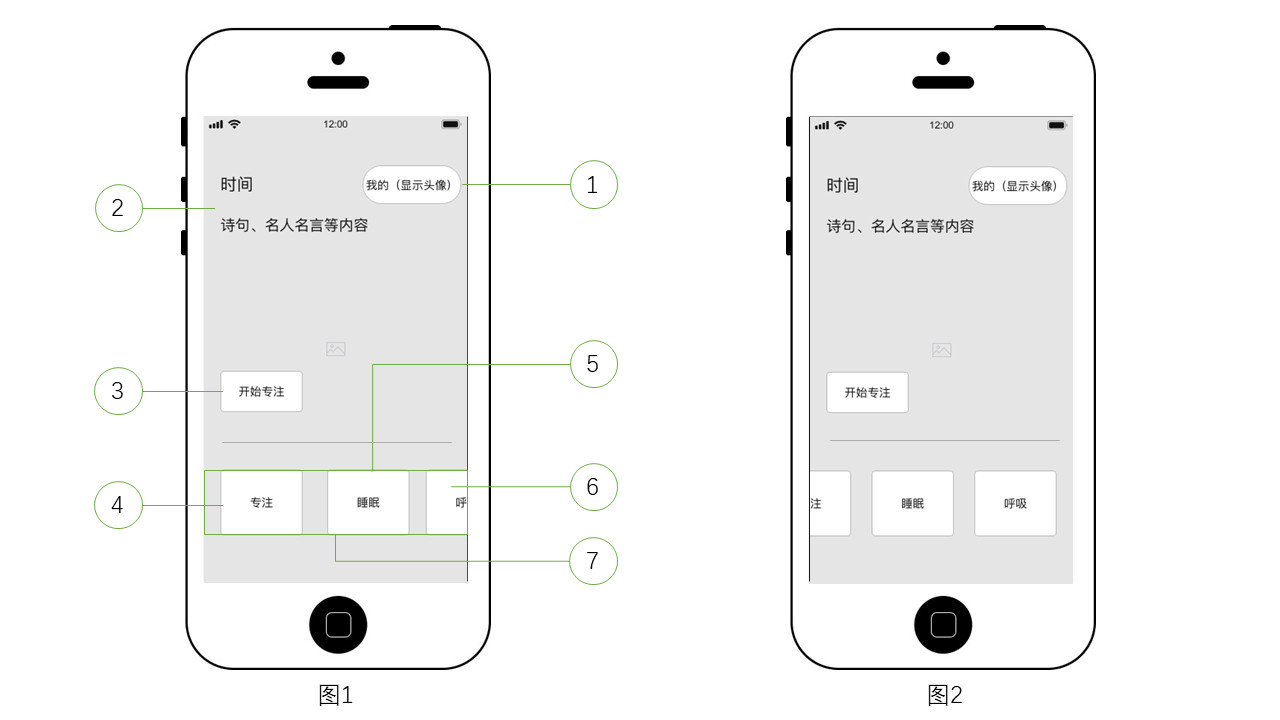 12:00
时间
我的（显示头像）
诗句、名人名言等内容
开始专注
专注
睡眠
呼
1
2
3
4
5
6
7
图1
12:00
时间
我的（显示头像）
诗句、名人名言等内容
开始专注
注
睡眠
呼吸
图2